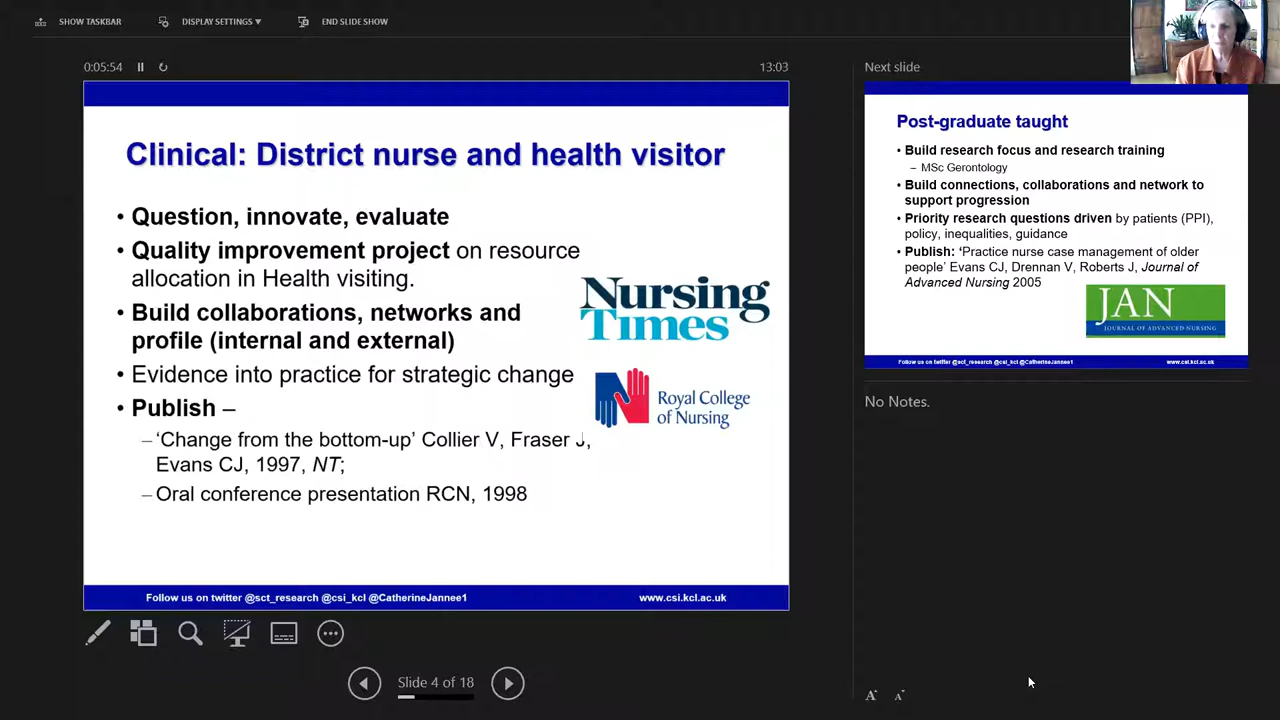 SHOW TASKBAR
DISPLAY SETTINGS ▾
END SLIDE SHOW
0:05:54
13:03
Clinical: District nurse and health visitor
• Question, innovate, evaluate
• Quality improvement project on resource
allocation in Health visiting.
• Build collaborations, networks and
profile (internal and external)
• Evidence into practice for strategic change
• Publish –
– ‘Change from the bottom-up’ Collier V, Fraser J,
Evans CJ, 1997, NT;
– Oral conference presentation RCN, 1998
Nursing
Times
Royal College
of Nursing
Follow us on twitter @sct_research @csi_kcl @CatherineJannee1
www.csi.kcl.ac.uk
Slide 4 of 18
Next slide
Post-graduate taught
• Build research focus and research training
– MSc Gerontology
• Build connections, collaborations and network to
support progression
• Priority research questions driven by patients (PPI),
policy, inequalities, guidance
• Publish: ‘Practice nurse case management of older
people’ Evans CJ, Drennan V, Roberts J, Journal of
Advanced Nursing 2005
JAN
JOURNAL OF ADVANCED NURSING
Follow us on twitter @sct_research @csi_kcl @CatherineJannee1
www.csi.kcl.ac.uk
No Notes.
A A